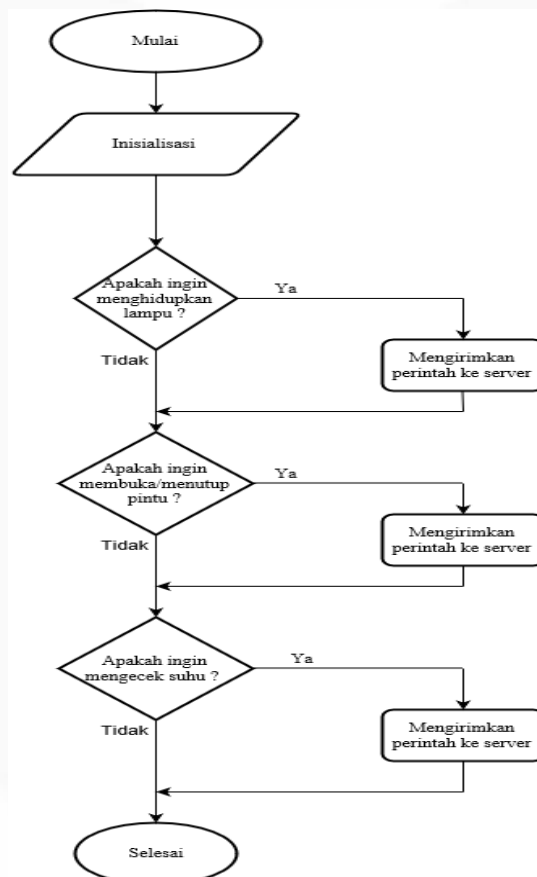 Mulai
Inisialisasi
Apakah ingin
menghidupkan
lampu ?
Ya
Mengirimkan
perintah ke server
Tidak
Apakah ingin
membuka/menutup
pintu ?
Ya
Mengirimkan
perintah ke server
Tidak
Apakah ingin
mengecek suhu ?
Ya
Mengirimkan
perintah ke server
Tidak
Selesai